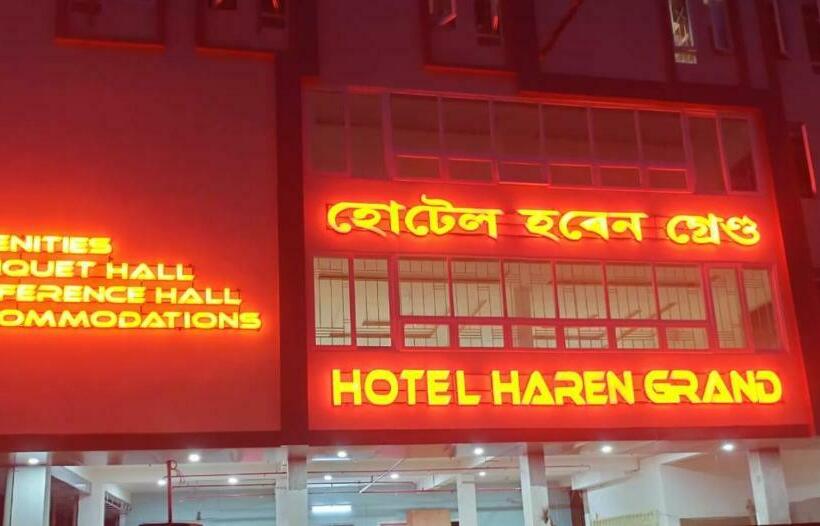 ENITIES
QUET HALL
FERENCE HALL
OMMODATIONS
হোটেল হৰেন গ্ৰেণ্ড
HOTEL HAREN GRAND